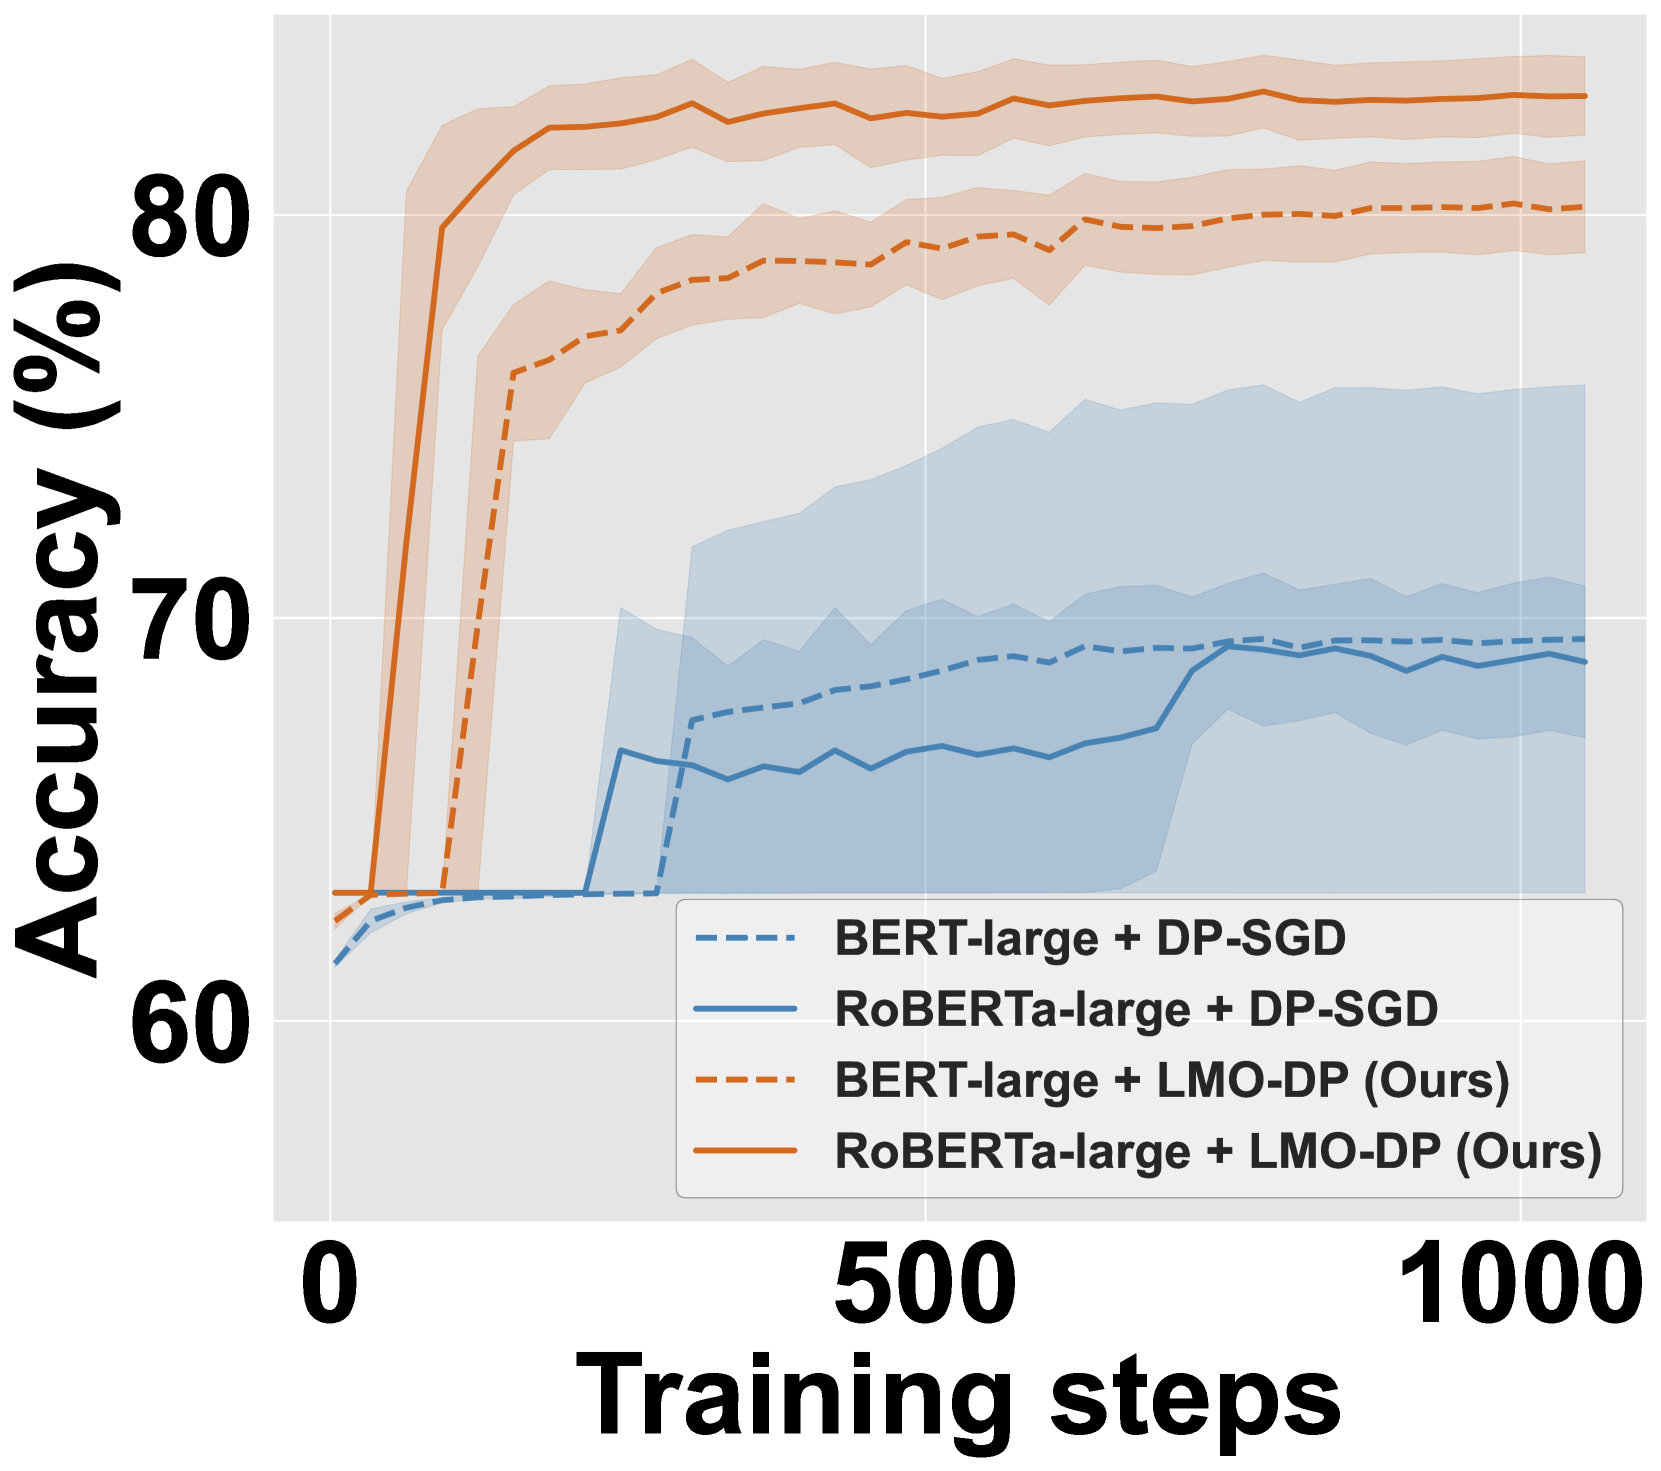 Accuracy (%)
80
70
60
BERT-large + DP-SGD
RoBERTa-large + DP-SGD
BERT-large + LMO-DP (Ours)
RoBERTa-large + LMO-DP (Ours)
0 500 1000
Training steps